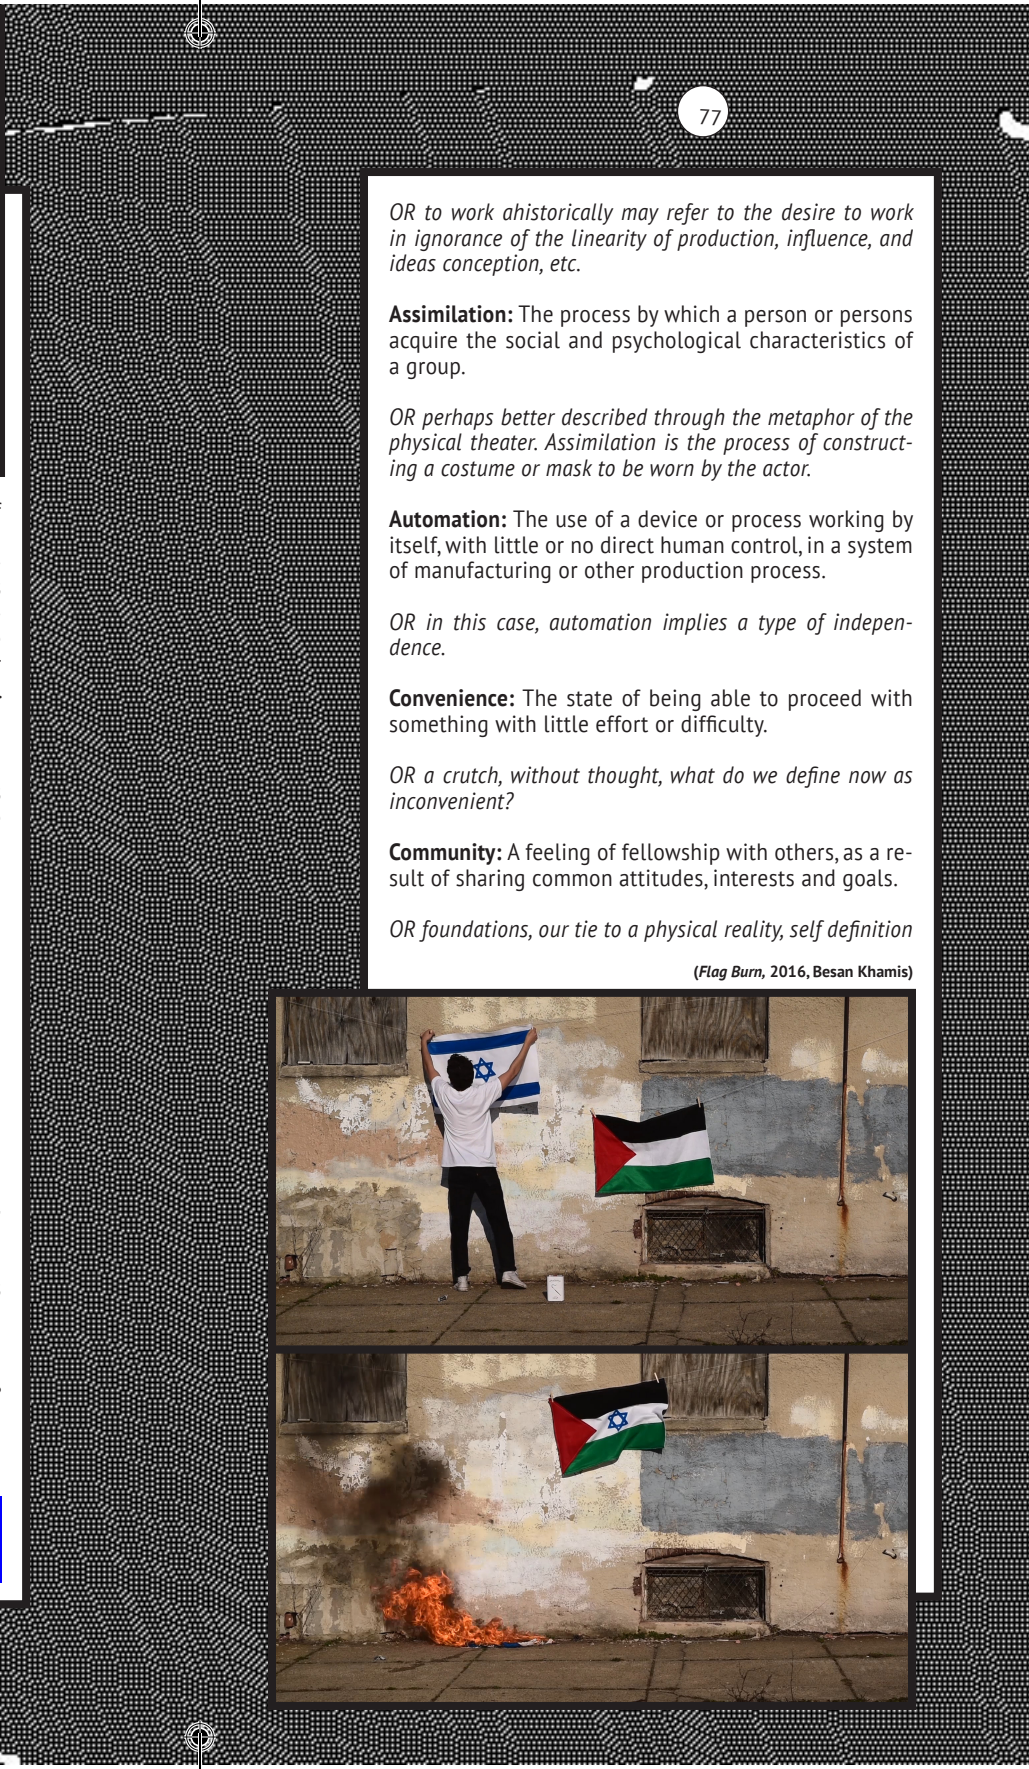 77
OR to work ahistorically may refer to the desire to work
in ignorance of the linearity of production, influence, and
ideas conception, etc.
Assimilation: The process by which a person or persons
acquire the social and psychological characteristics of
a group.
OR perhaps better described through the metaphor of the
physical theater. Assimilation is the process of construct-
ing a costume or mask to be worn by the actor.
Automation: The use of a device or process working by
itself, with little or no direct human control, in a system
of manufacturing or other production process.
OR in this case, automation implies a type of indepen-
dence.
Convenience: The state of being able to proceed with
something with little effort or difficulty.
OR a crutch, without thought, what do we define now as
inconvenient?
Community: A feeling of fellowship with others, as a re-
sult of sharing common attitudes, interests and goals.
OR foundations, our tie to a physical reality, self definition
(Flag Burn, 2016, Besan Khamis)